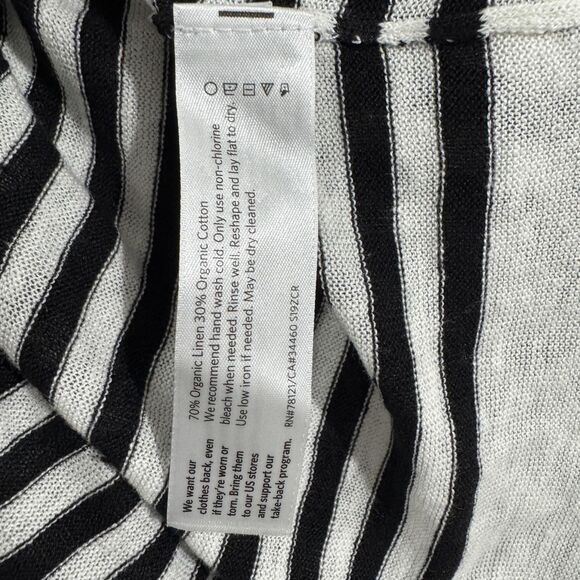 70% Organic Linen 30% Organic Cotton
We recommend hand wash cold. Only use non-chlorine
bleach when needed. Rinse well. Reshape and lay flat to dry.
Use low iron if needed. May be dry cleaned.
RN#78121/CA#34460 S19ZCR
We want our
clothes back, even
if they're worn or
torn. Bring them
to our US stores
and support our
take-back program.